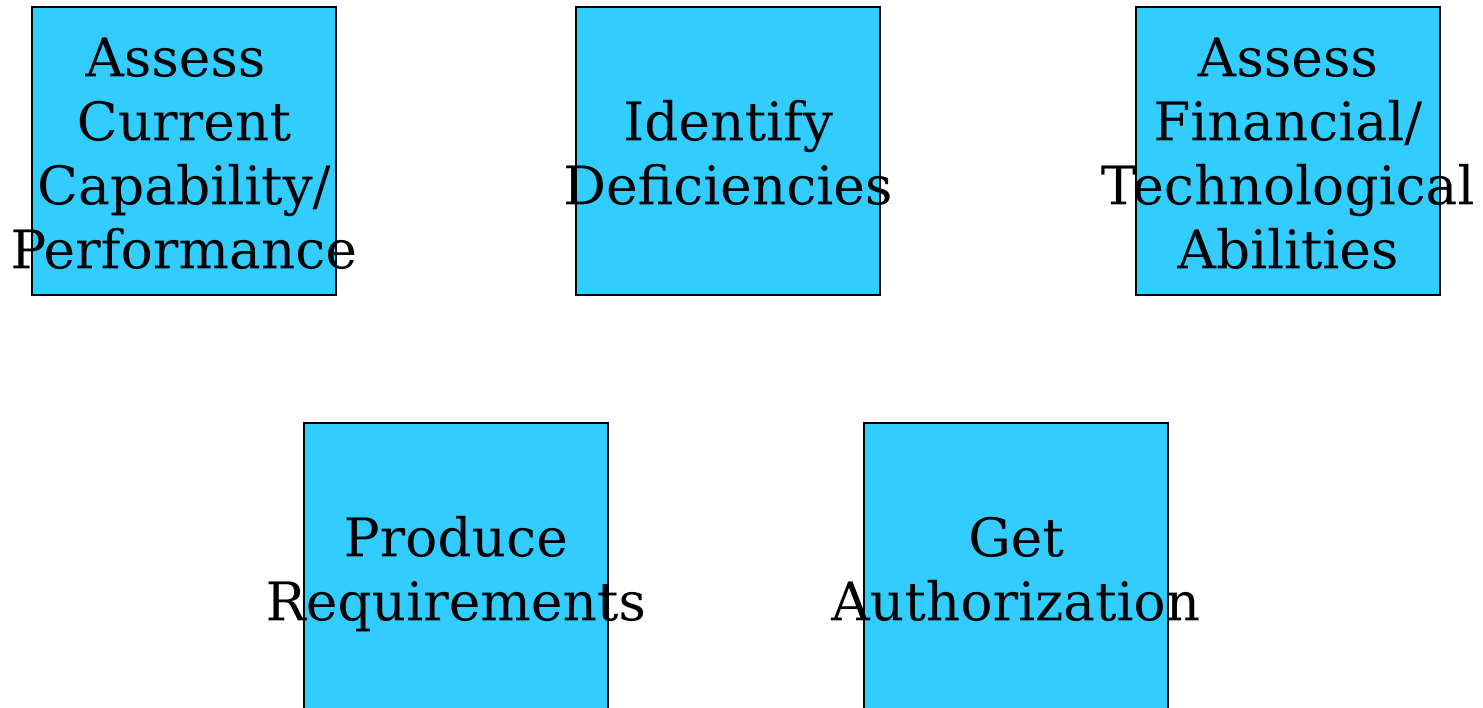 Assess
Current
Capability/
Performance
Identify
Deficiencies
Assess
Financial/
Technological
Abilities
Produce
Requirements
Get
Authorization